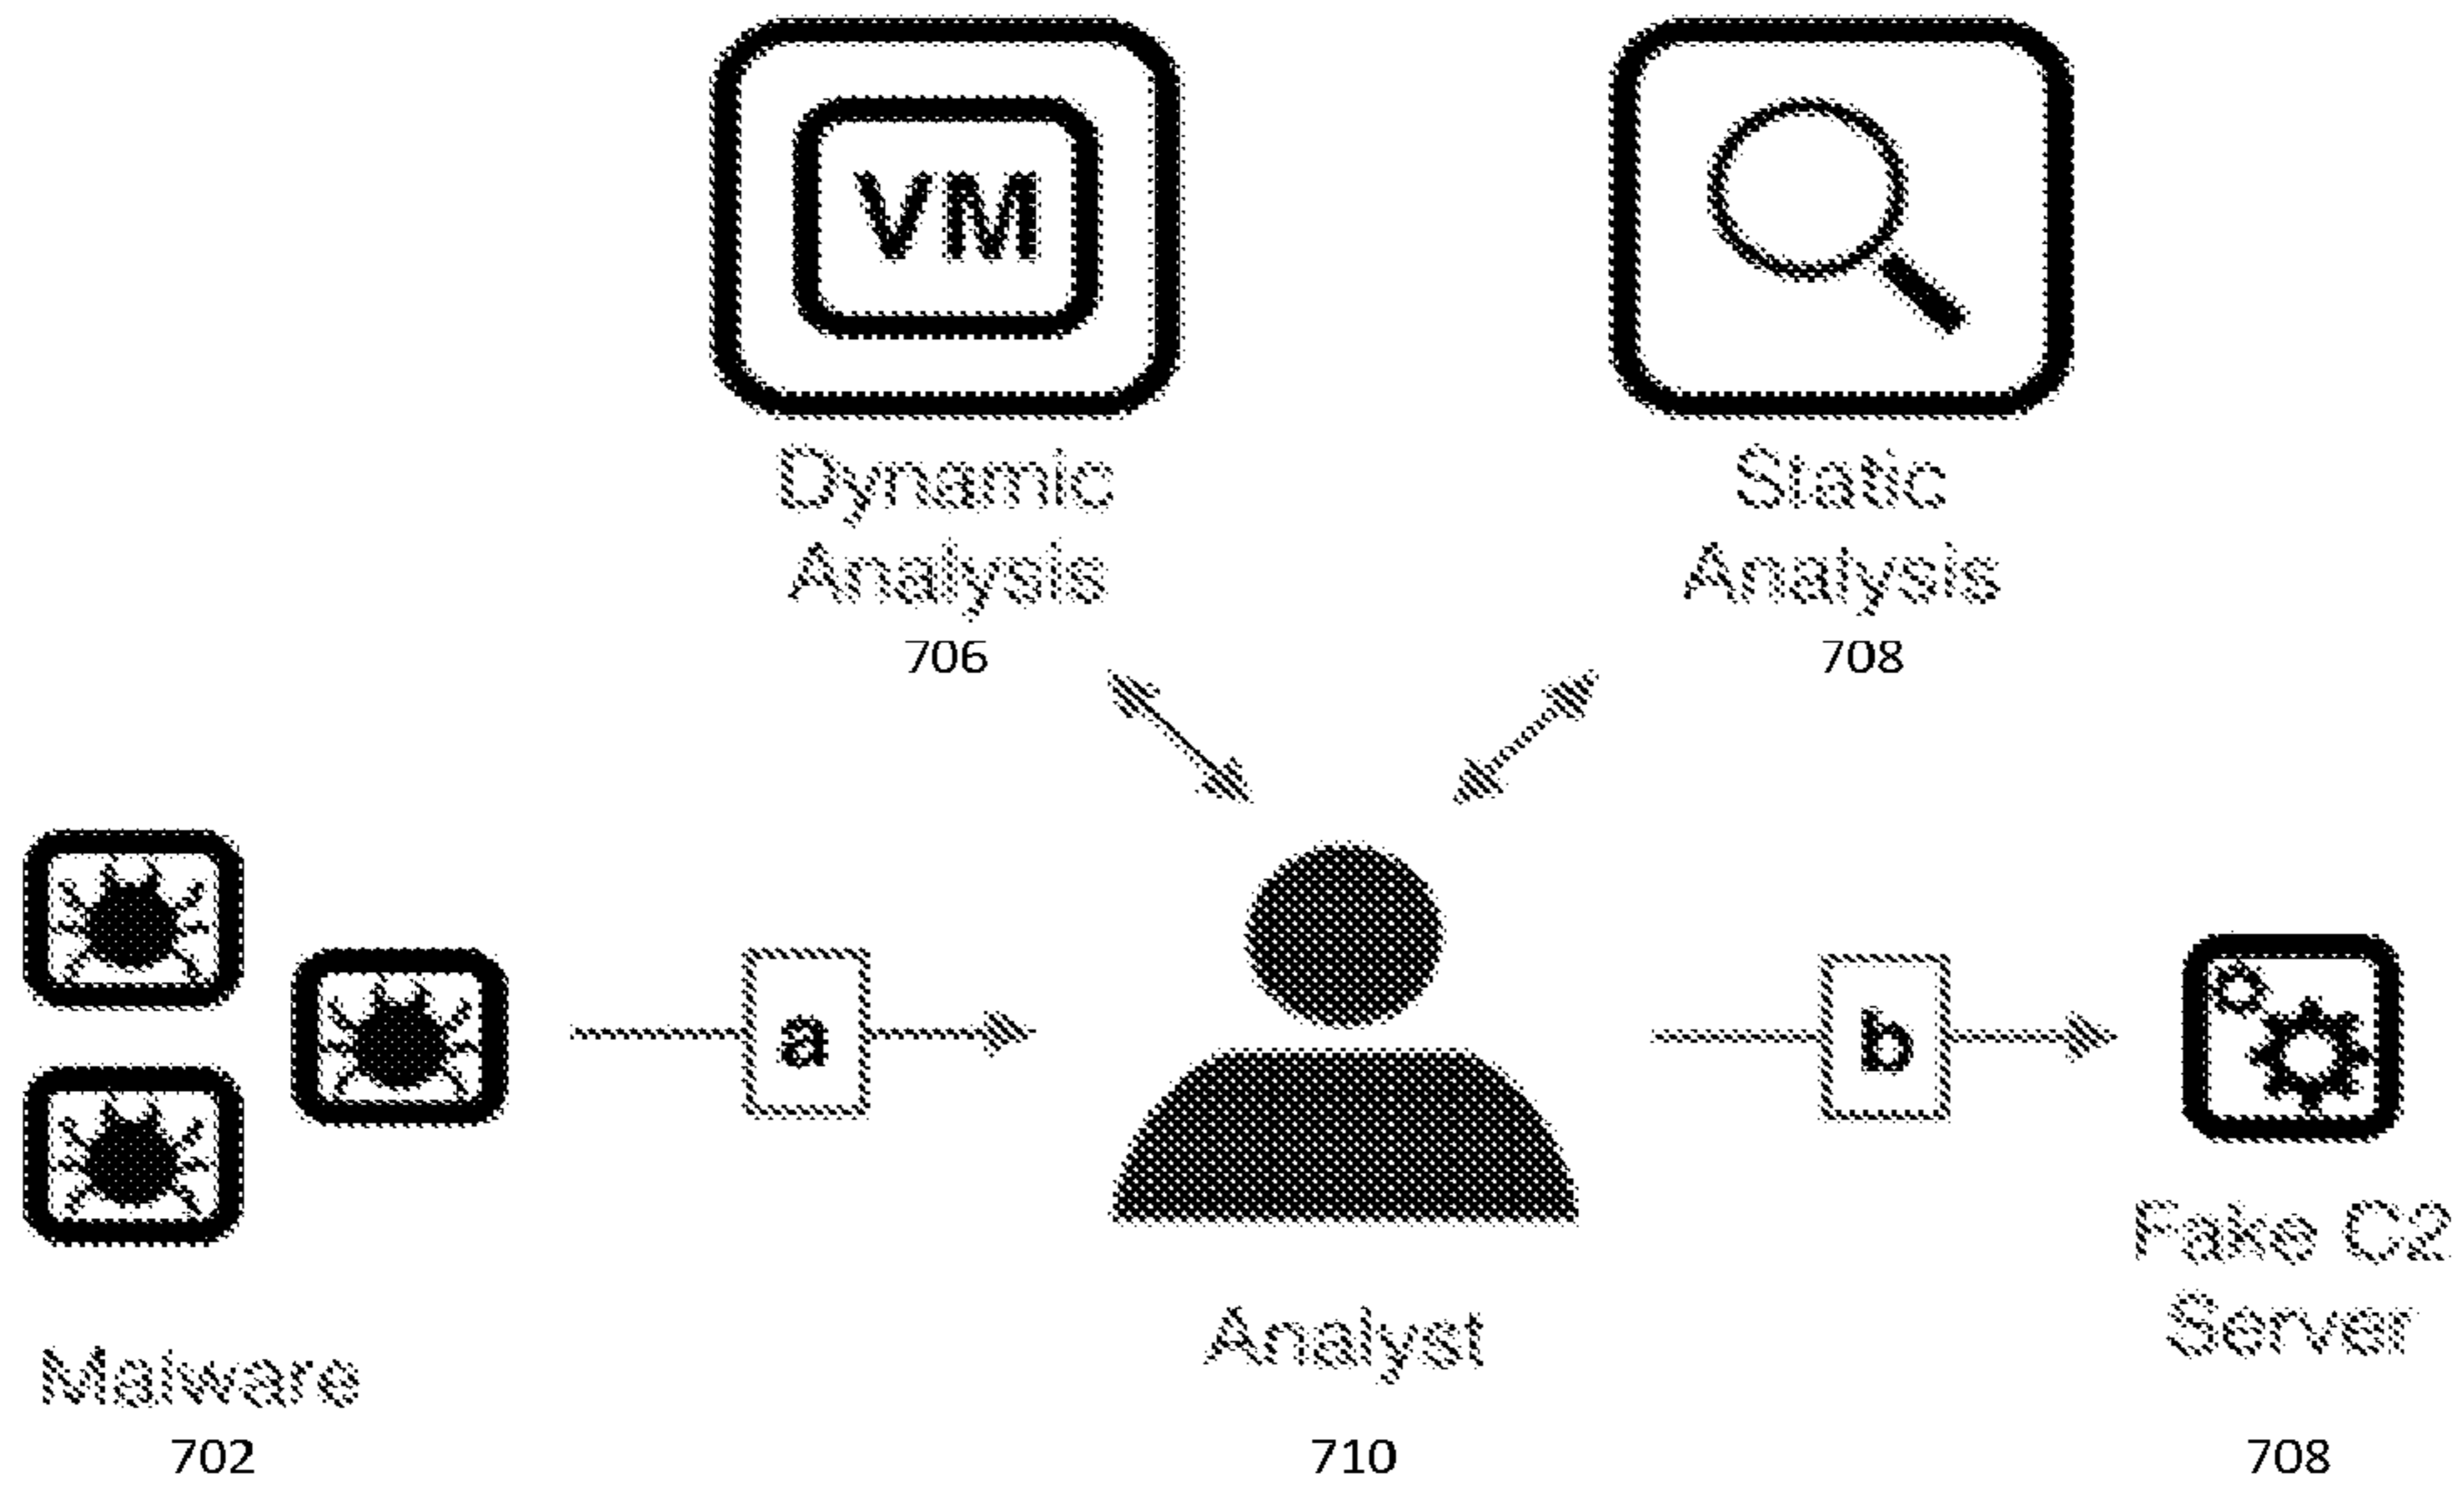 VM
Dynamic
Analysis
706
Static
Analysis
708
a
b
Malware
702
Analyst
710
Fake C2
Server
708